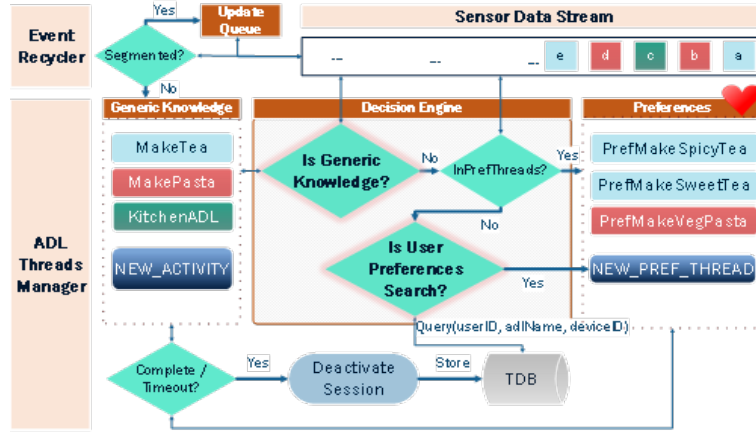 Event
Recycler
Yes
Update
Queue
Sensor Data Stream
Segmented?
...
...
...
e
d
c
b
a
No
ADL
Threads
Manager
Generic Knowledge
Decision Engine
Preferences
MakeTea
MakePasta
KitchenADL
NEW_ACTIVITY
Is Generic
Knowledge?
No
InPrefThreads?
Yes
No
Is User
Preferences
Search?
Yes
PrefMakeSpicyTea
PrefMakeSweetTea
PrefMakeVegPasta
NEW_PREF_THREAD
Query(userID, adlName, deviceID)
Complete /
Timeout?
Yes
Deactivate
Session
Store
TDB